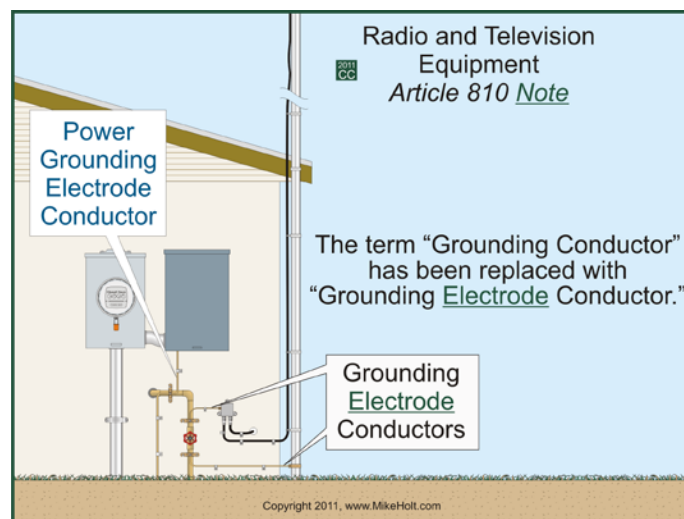 Radio and Television
Equipment
2011
CC
Article 810 Note
Power
Grounding
Electrode
Conductor
The term “Grounding Conductor”
has been replaced with
“Grounding Electrode Conductor.”
Grounding
Electrode
Conductors
Copyright 2011, www.MikeHolt.com